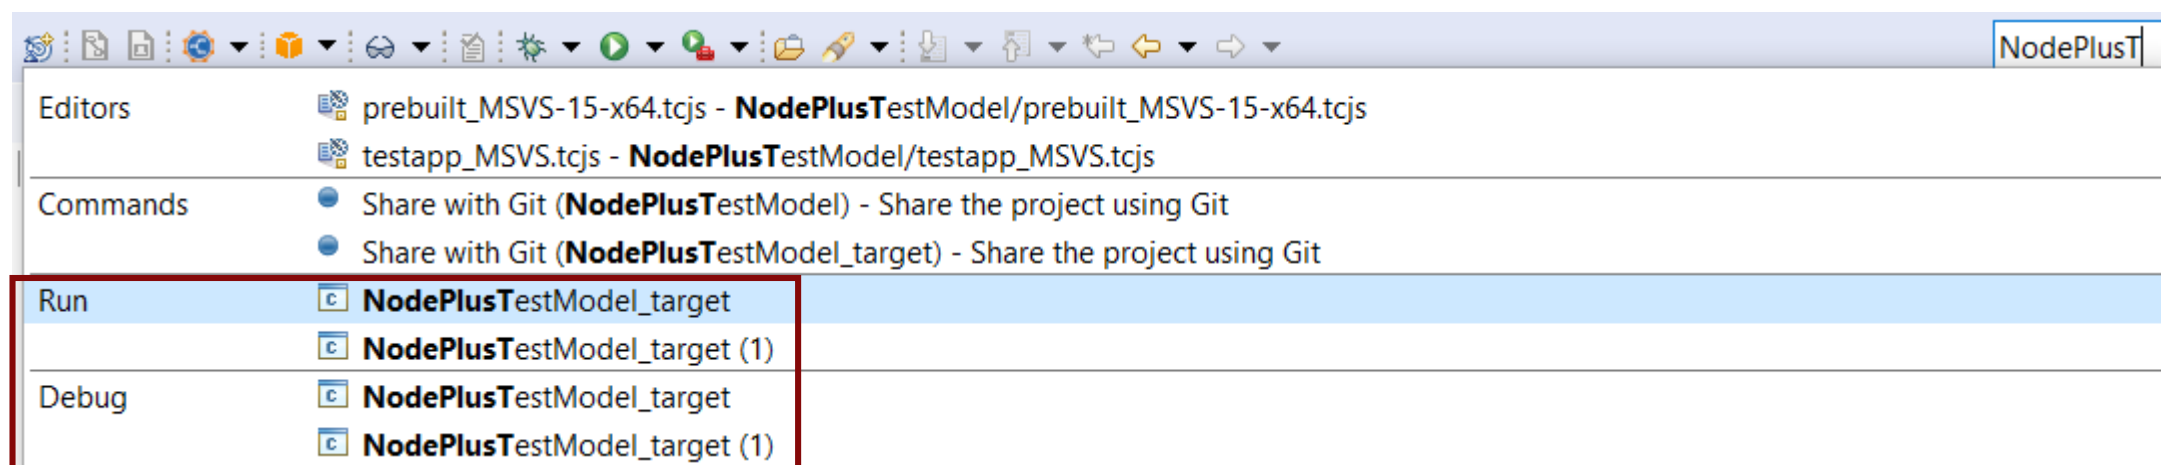 NodePlusT
Editors prebuilt_MSVS-15-x64.tcjs - NodePlusTestModel/prebuilt_MSVS-15-x64.tcjs
testapp_MSVS.tcjs - NodePlusTestModel/testapp_MSVS.tcjs
Commands Share with Git (NodePlusTestModel) - Share the project using Git
Share with Git (NodePlusTestModel_target) - Share the project using Git
Run NodePlusTestModel_target
NodePlusTestModel_target (1)
Debug NodePlusTestModel_target
NodePlusTestModel_target (1)